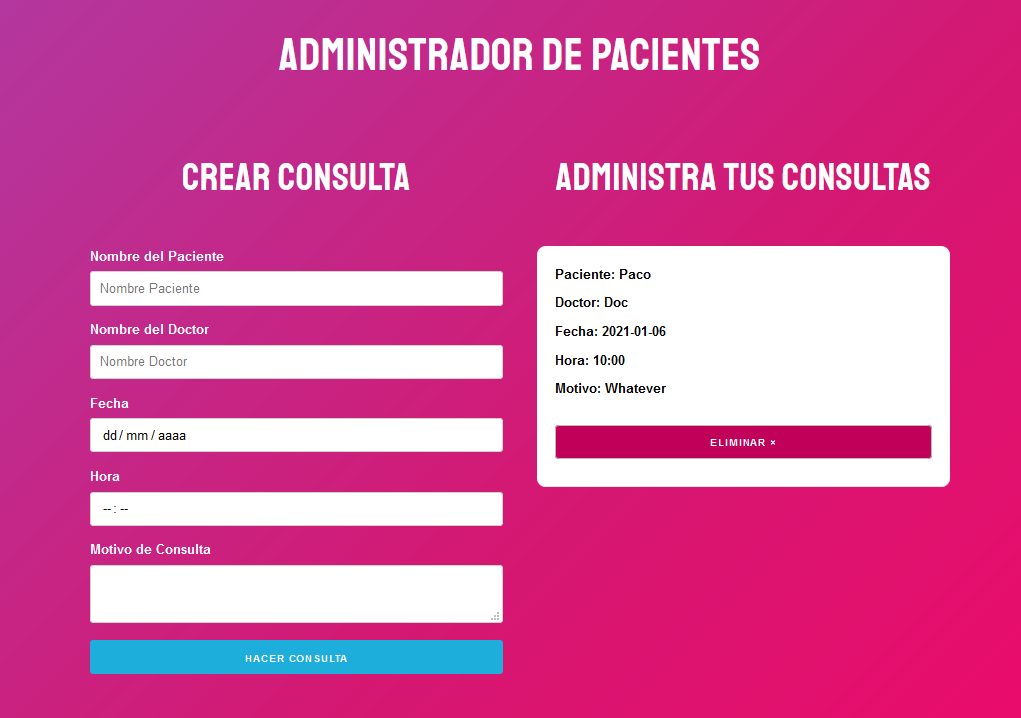 ADMINISTRADOR DE PACIENTES
CREAR CONSULTA
Nombre del Paciente
Nombre Paciente
Nombre del Doctor
Nombre Doctor
Fecha
dd / mm / aaaa
Hora
-- : --
Motivo de Consulta
HACER CONSULTA
ADMINISTRA TUS CONSULTAS
Paciente: Paco
Doctor: Doc
Fecha: 2021-01-06
Hora: 10:00
Motivo: Whatever
ELIMINAR ×